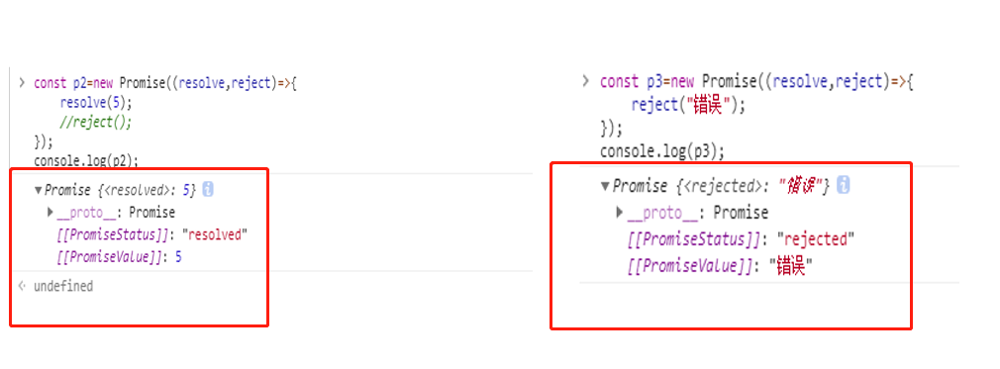 > const p2=new Promise((resolve,reject)=>{
resolve(5);
//reject();
});
console.log(p2);
▼Promise {<resolved>: 5} i
▶__proto__: Promise
[[PromiseStatus]]: "resolved"
[[PromiseValue]]: 5
<· undefined
> const p3=new Promise((resolve,reject)=>{
reject("错误");
});
console.log(p3);
▼Promise {<rejected>: "错误"} i
▶__proto__: Promise
[[PromiseStatus]]: "rejected"
[[PromiseValue]]: "错误"